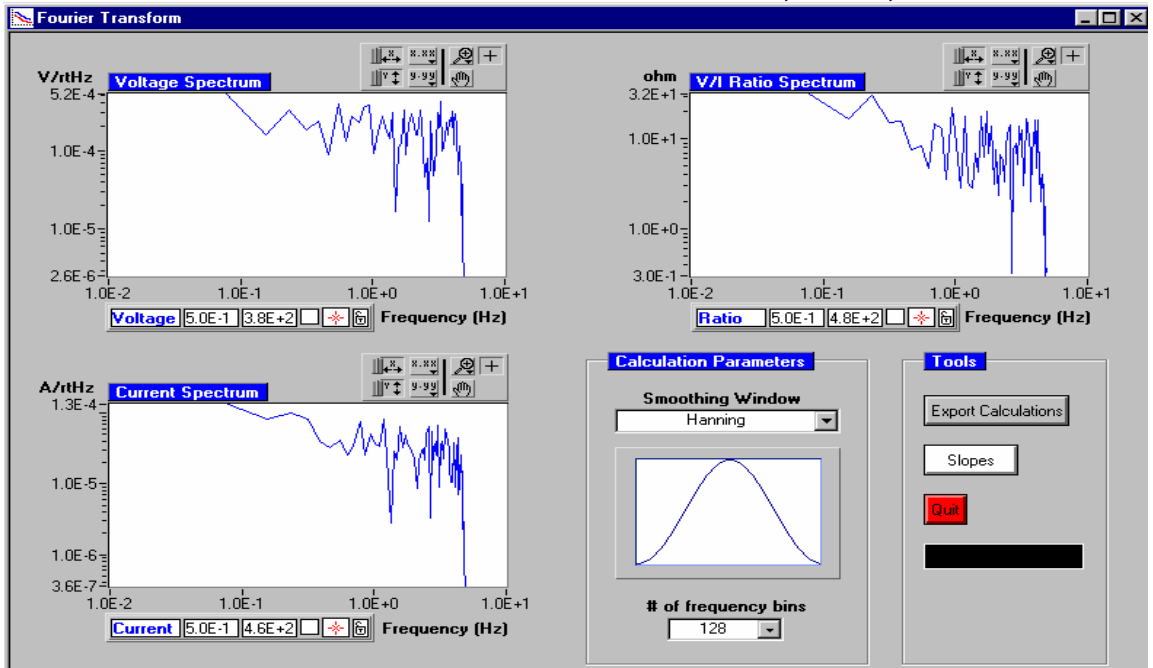 Fourier Transform
V/rtHz Voltage Spectrum
x.xx
y.yy
5.2E-4
1.0E-4
1.0E-5
2.6E-6
1.0E-2 1.0E-1 1.0E+0 1.0E+1
Voltage 5.0E-1 3.8E+2 Frequency (Hz)
ohm V/I Ratio Spectrum
x.xx
y.yy
3.2E+1
1.0E+1
1.0E+0
3.0E-1
1.0E-2 1.0E-1 1.0E+0 1.0E+1
Ratio 5.0E-1 4.8E+2 Frequency (Hz)
A/rtHz Current Spectrum
x.xx
y.yy
1.3E-4
1.0E-5
1.0E-6
3.6E-7
1.0E-2 1.0E-1 1.0E+0 1.0E+1
Current 5.0E-1 4.6E+2 Frequency (Hz)
Calculation Parameters
Smoothing Window
Hanning
# of frequency bins
128
Tools
Export Calculations
Slopes
Quit